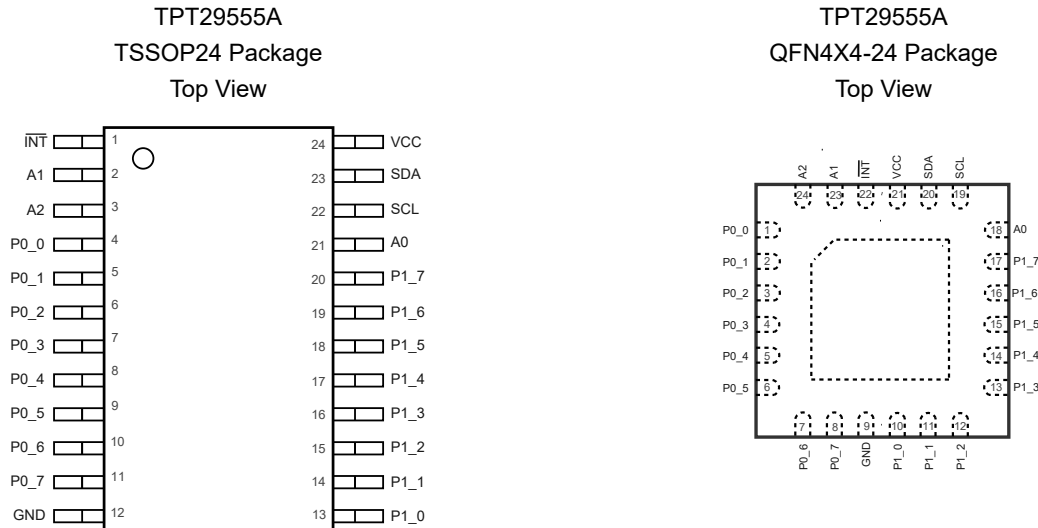 TPT29555A
TSSOP24 Package
Top View
INT 1 24 VCC
A1 2 23 SDA
A2 3 22 SCL
P0_0 4 21 A0
P0_1 5 20 P1_7
P0_2 6 19 P1_6
P0_3 7 18 P1_5
P0_4 8 17 P1_4
P0_5 9 16 P1_3
P0_6 10 15 P1_2
P0_7 11 14 P1_1
GND 12 13 P1_0
TPT29555A
QFN4X4-24 Package
Top View
A2 A1 INT VCC SDA SCL
24 23 22 21 20 19
P0_0 1 18 A0
P0_1 2 17 P1_7
P0_2 3 16 P1_6
P0_3 4 15 P1_5
P0_4 5 14 P1_4
P0_5 6 13 P1_3
7 8 9 10 11 12
P0_6 P0_7 GND P1_0 P1_1 P1_2